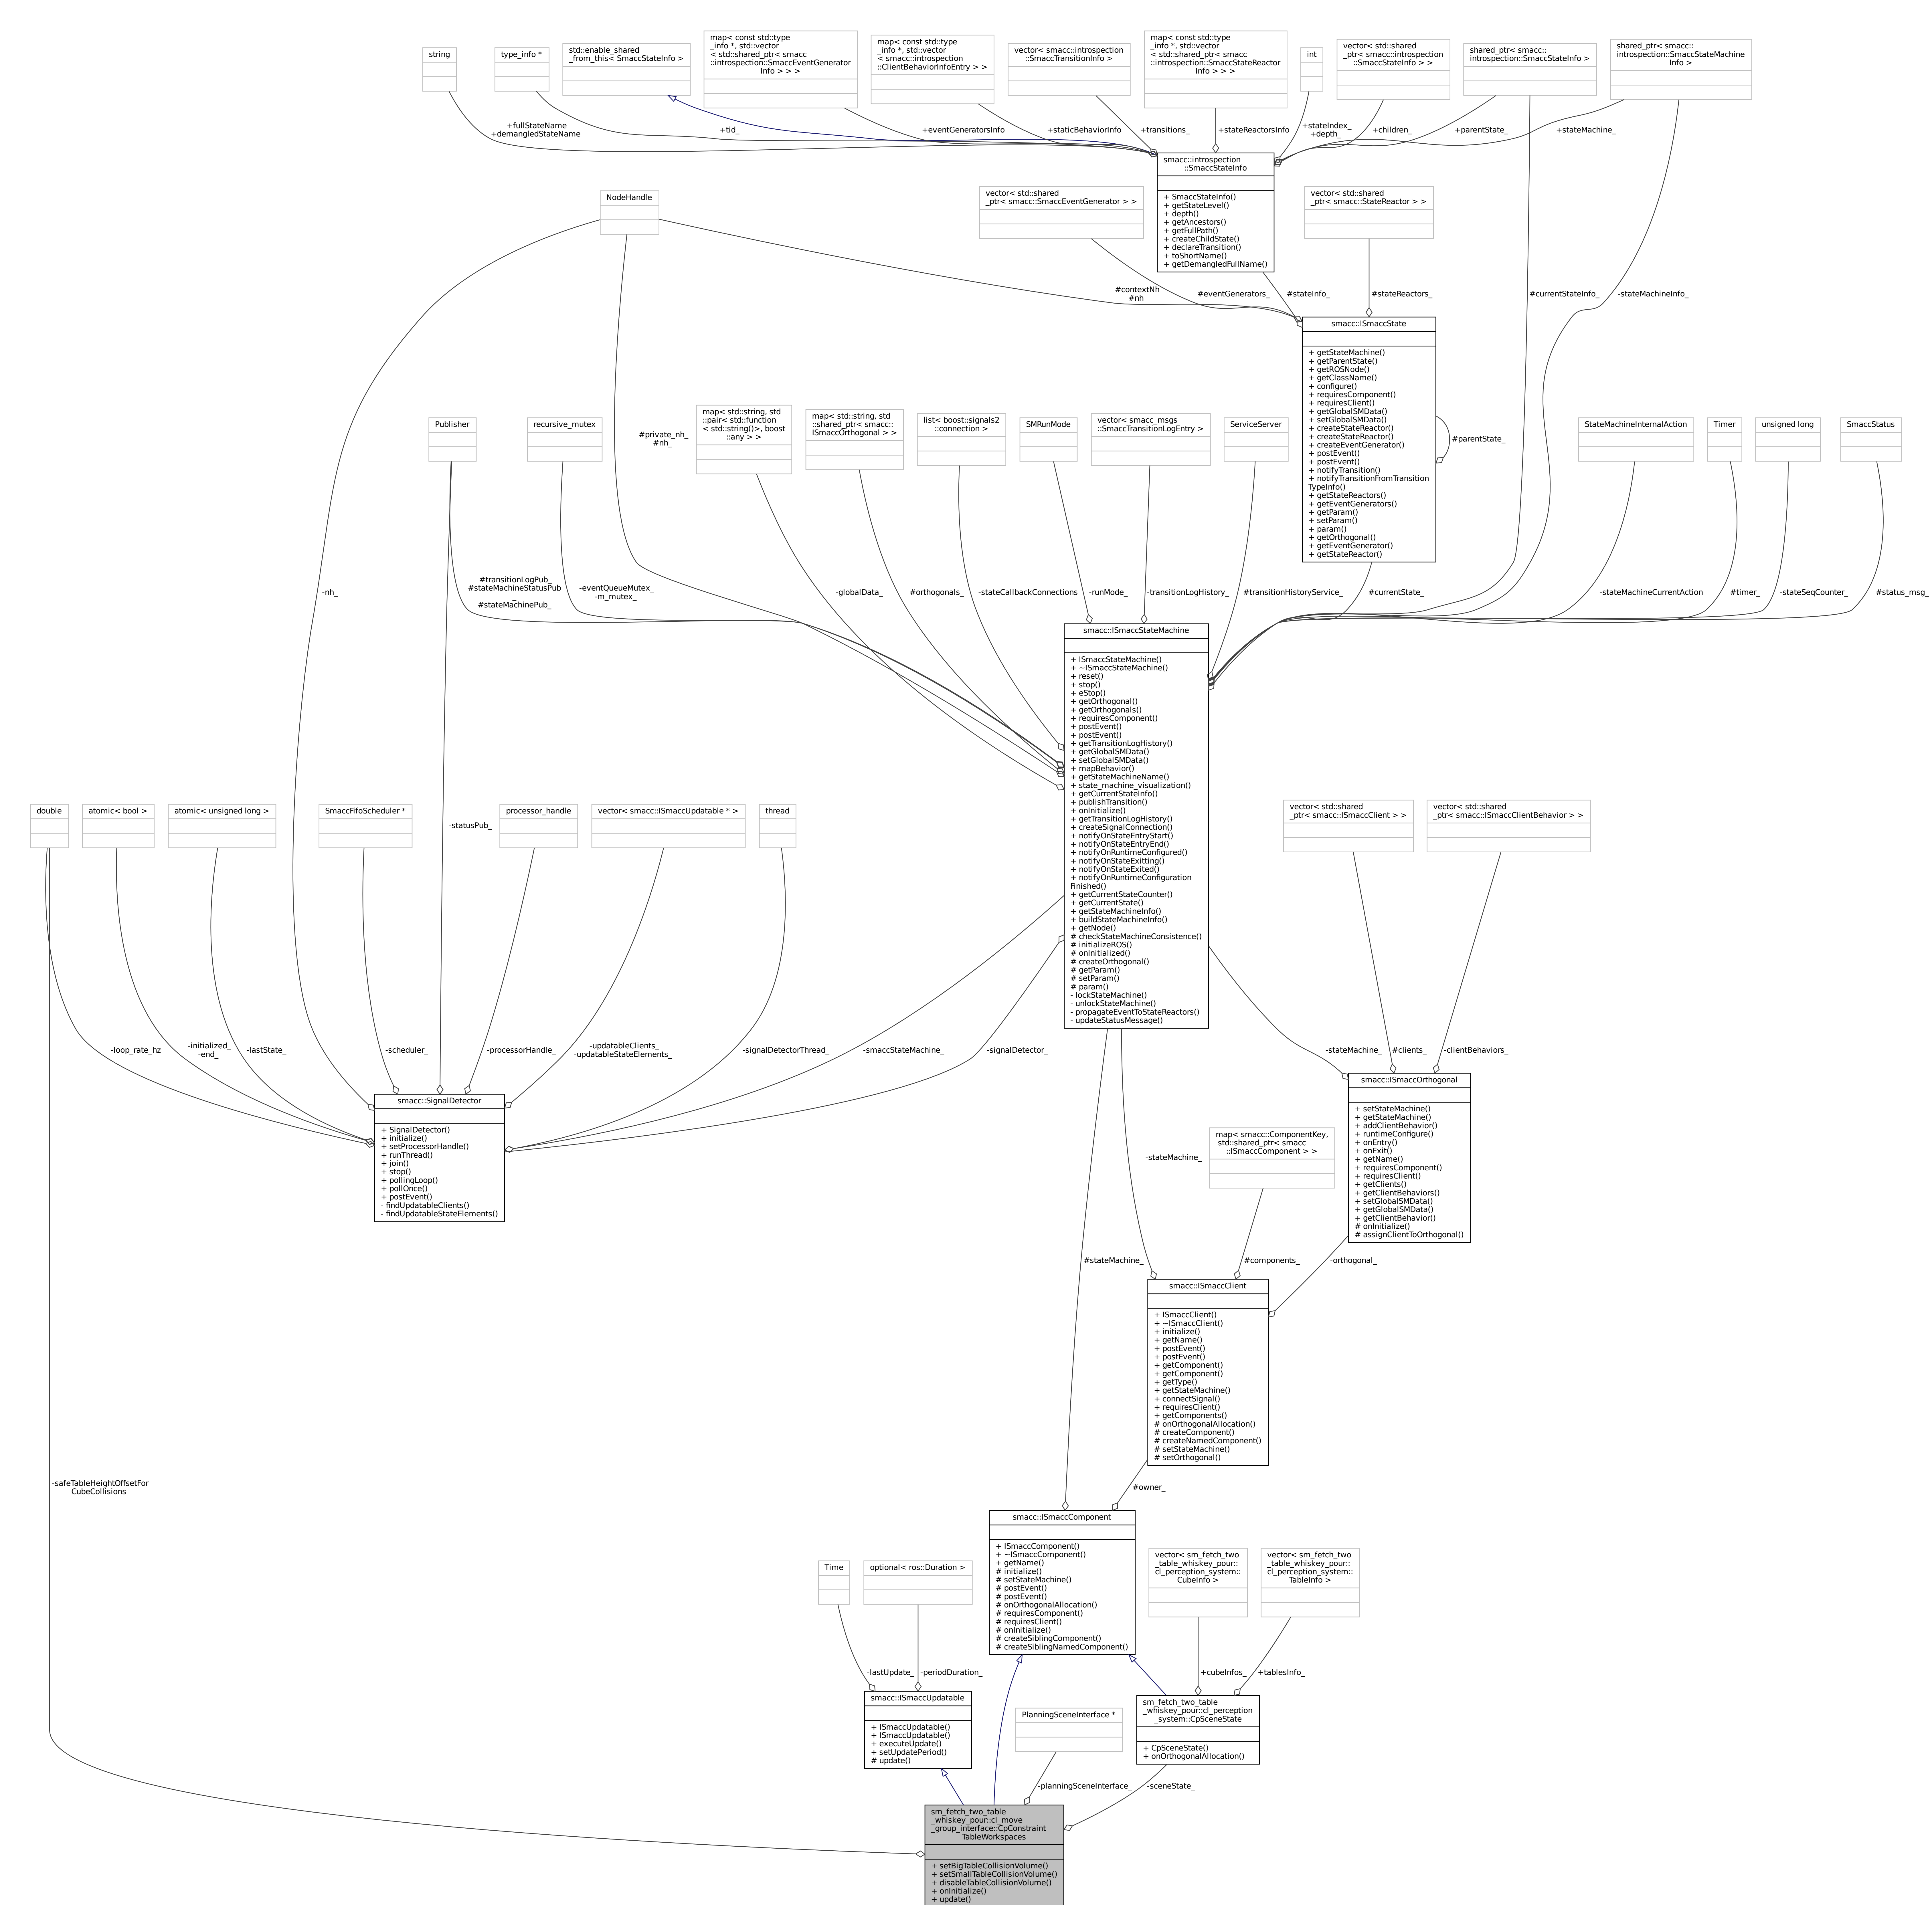 string
type_info *
std::enable_shared
_from_this< SmaccStateInfo >
map< const std::type
_info *, std::vector
< std::shared_ptr< smacc
::introspection::SmaccEventGenerator
Info > > >
map< const std::type
_info *, std::vector
< smacc::introspection
::ClientBehaviorInfoEntry > >
vector< smacc::introspection
::SmaccTransitionInfo >
map< const std::type
_info *, std::vector
< std::shared_ptr< smacc
::introspection::SmaccStateReactor
Info > > >
int
vector< std::shared
_ptr< smacc::introspection
::SmaccStateInfo > >
shared_ptr< smacc::
introspection::SmaccStateInfo >
shared_ptr< smacc::
introspection::SmaccStateMachine
Info >
+fullStateName
+demangledStateName
+tid_
+eventGeneratorsInfo
+staticBehaviorInfo
+transitions_
+stateReactorsInfo
+stateIndex_
+depth_
+children_
+parentState_
+stateMachine_
smacc::introspection
::SmaccStateInfo
+ SmaccStateInfo()
+ getStateLevel()
+ depth()
+ getAncestors()
+ getFullPath()
+ createChildState()
+ declareTransition()
+ toShortName()
+ getDemangledFullName()
NodeHandle
vector< std::shared
_ptr< smacc::SmaccEventGenerator > >
vector< std::shared
_ptr< smacc::StateReactor > >
#contextNh
#nh
#eventGenerators_
#stateInfo_
#stateReactors_
#currentStateInfo_
-stateMachineInfo_
smacc::ISmaccState
+ getStateMachine()
+ getParentState()
+ getROSNode()
+ getClassName()
+ configure()
+ requiresComponent()
+ requiresClient()
+ getGlobalSMData()
+ setGlobalSMData()
+ createStateReactor()
+ createStateReactor()
+ createEventGenerator()
+ postEvent()
+ postEvent()
+ notifyTransition()
+ notifyTransitionFromTransition
TypeInfo()
+ getStateReactors()
+ getEventGenerators()
+ getParam()
+ setParam()
+ param()
+ getOrthogonal()
+ getEventGenerator()
+ getStateReactor()
#parentState_
Publisher
recursive_mutex
#private_nh_
#nh_
map< std::string, std
::pair< std::function
< std::string()>, boost
::any > >
map< std::string, std
::shared_ptr< smacc::
ISmaccOrthogonal > >
list< boost::signals2
::connection >
SMRunMode
vector< smacc_msgs
::SmaccTransitionLogEntry >
ServiceServer
StateMachineInternalAction
Timer
unsigned long
SmaccStatus
-nh_
#transitionLogPub_
#stateMachineStatusPub
_
#stateMachinePub_
-eventQueueMutex_
-m_mutex_
-globalData_
#orthogonals_
-stateCallbackConnections
-runMode_
-transitionLogHistory_
#transitionHistoryService_
#currentState_
-stateMachineCurrentAction
#timer_
-stateSeqCounter_
#status_msg_
smacc::ISmaccStateMachine
+ ISmaccStateMachine()
+ ~ISmaccStateMachine()
+ reset()
+ stop()
+ eStop()
+ getOrthogonal()
+ getOrthogonals()
+ requiresComponent()
+ postEvent()
+ postEvent()
+ getTransitionLogHistory()
+ getGlobalSMData()
+ setGlobalSMData()
+ mapBehavior()
+ getStateMachineName()
+ state_machine_visualization()
+ getCurrentStateInfo()
+ publishTransition()
+ onInitialize()
+ getTransitionLogHistory()
+ createSignalConnection()
+ notifyOnStateEntryStart()
+ notifyOnStateEntryEnd()
+ notifyOnRuntimeConfigured()
+ notifyOnStateExitting()
+ notifyOnStateExited()
+ notifyOnRuntimeConfiguration
Finished()
+ getCurrentStateCounter()
+ getCurrentState()
+ getStateMachineInfo()
+ buildStateMachineInfo()
+ getNode()
# checkStateMachineConsistence()
# initializeROS()
# onInitialized()
# createOrthogonal()
# getParam()
# setParam()
# param()
- lockStateMachine()
- unlockStateMachine()
- propagateEventToStateReactors()
- updateStatusMessage()
double
atomic< bool >
atomic< unsigned long >
SmaccFifoScheduler *
-statusPub_
processor_handle
vector< smacc::ISmaccUpdatable * >
thread
vector< std::shared
_ptr< smacc::ISmaccClient > >
vector< std::shared
_ptr< smacc::ISmaccClientBehavior > >
-loop_rate_hz
-initialized_
-end_
-lastState_
-scheduler_
-processorHandle_
-updatableClients_
-updatableStateElements_
-signalDetectorThread_
-smaccStateMachine_
-signalDetector_
-stateMachine_
#clients_
-clientBehaviors_
smacc::SignalDetector
+ SignalDetector()
+ initialize()
+ setProcessorHandle()
+ runThread()
+ join()
+ stop()
+ pollingLoop()
+ pollOnce()
+ postEvent()
- findUpdatableClients()
- findUpdatableStateElements()
smacc::ISmaccOrthogonal
+ setStateMachine()
+ getStateMachine()
+ addClientBehavior()
+ runtimeConfigure()
+ onEntry()
+ onExit()
+ getName()
+ requiresComponent()
+ requiresClient()
+ getClients()
+ getClientBehaviors()
+ setGlobalSMData()
+ getGlobalSMData()
+ getClientBehavior()
# onInitialize()
# assignClientToOrthogonal()
-stateMachine_
map< smacc::ComponentKey,
std::shared_ptr< smacc
::ISmaccComponent > >
#stateMachine_
#components_
-orthogonal_
smacc::ISmaccClient
+ ISmaccClient()
+ ~ISmaccClient()
+ initialize()
+ getName()
+ postEvent()
+ postEvent()
+ getComponent()
+ getComponent()
+ getType()
+ getStateMachine()
+ connectSignal()
+ requiresClient()
+ getComponents()
# onOrthogonalAllocation()
# createComponent()
# createNamedComponent()
# setStateMachine()
# setOrthogonal()
-safeTableHeightOffsetFor
CubeCollisions
#owner_
smacc::ISmaccComponent
+ ISmaccComponent()
+ ~ISmaccComponent()
+ getName()
# initialize()
# setStateMachine()
# postEvent()
# postEvent()
# onOrthogonalAllocation()
# requiresComponent()
# requiresClient()
# onInitialize()
# createSiblingComponent()
# createSiblingNamedComponent()
Time
optional< ros::Duration >
vector< sm_fetch_two
_table_whiskey_pour::
cl_perception_system::
CubeInfo >
vector< sm_fetch_two
_table_whiskey_pour::
cl_perception_system::
TableInfo >
-lastUpdate_
-periodDuration_
+cubeInfos_
+tablesInfo_
smacc::ISmaccUpdatable
+ ISmaccUpdatable()
+ ISmaccUpdatable()
+ executeUpdate()
+ setUpdatePeriod()
# update()
PlanningSceneInterface *
sm_fetch_two_table
_whiskey_pour::cl_perception
_system::CpSceneState
+ CpSceneState()
+ onOrthogonalAllocation()
-planningSceneInterface_
-sceneState_
sm_fetch_two_table
_whiskey_pour::cl_move
_group_interface::CpConstraint
TableWorkspaces
+ setBigTableCollisionVolume()
+ setSmallTableCollisionVolume()
+ disableTableCollisionVolume()
+ onInitialize()
+ update()